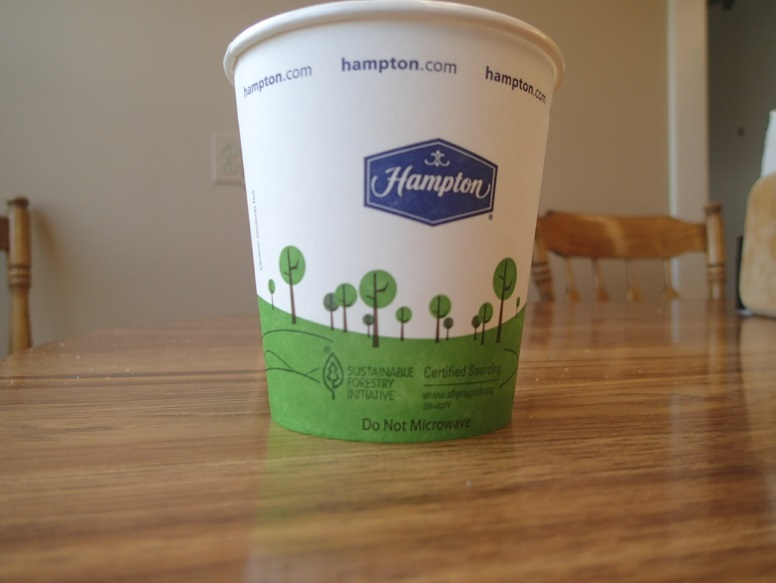 hampton.com hampton.com hampton.com
Hampton
SUSTAINABLE
FORESTRY
INITIATIVE
Certified Sourcing
www.sfiprogram.org
Do Not Microwave